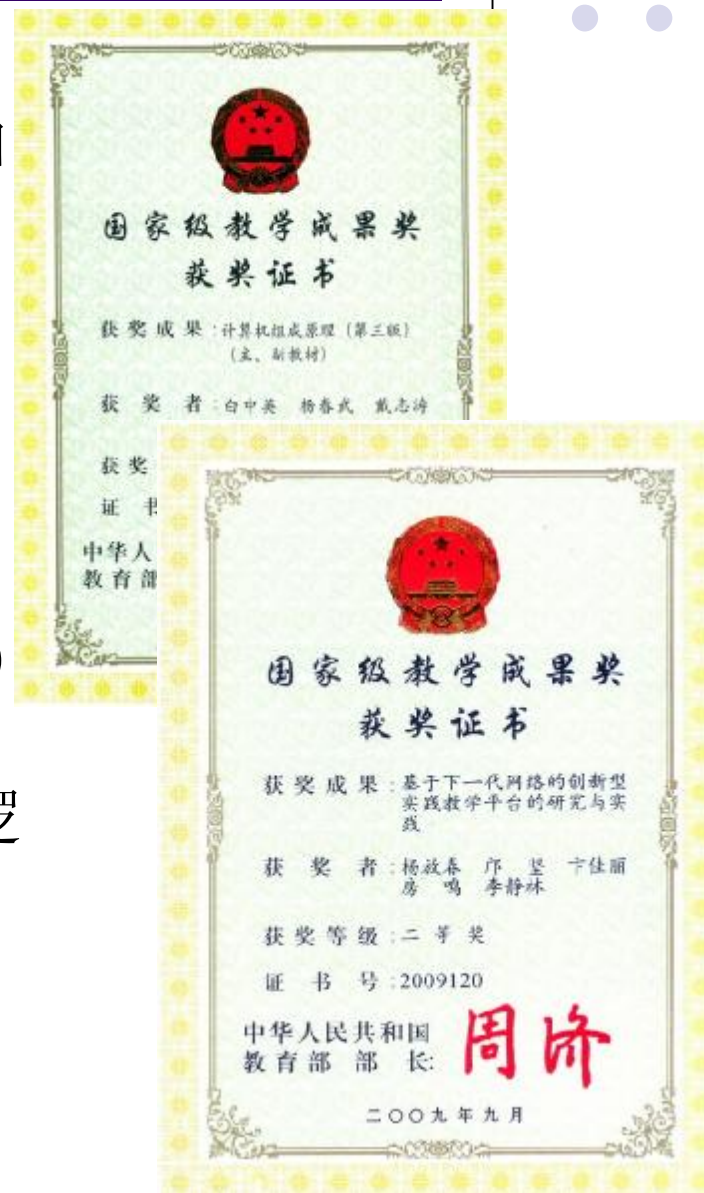 国家级教学成果奖
获奖证书
获奖成果:计算机组成原理(第三版)
(主、副教材)
获奖者:白中英 杨春武 戴志涛
获奖
证书
中华人
教育部
国家级教学成果奖
获奖证书
获奖成果:基于下一代网络的创新型
实践教学平台的研究与实
践
获奖者:杨放春 邝坚 卞佳丽
房鸣 李静林
获奖等级:二等奖
证书号:2009120
中华人民共和国
教育部部长:周济
二〇〇九年九月